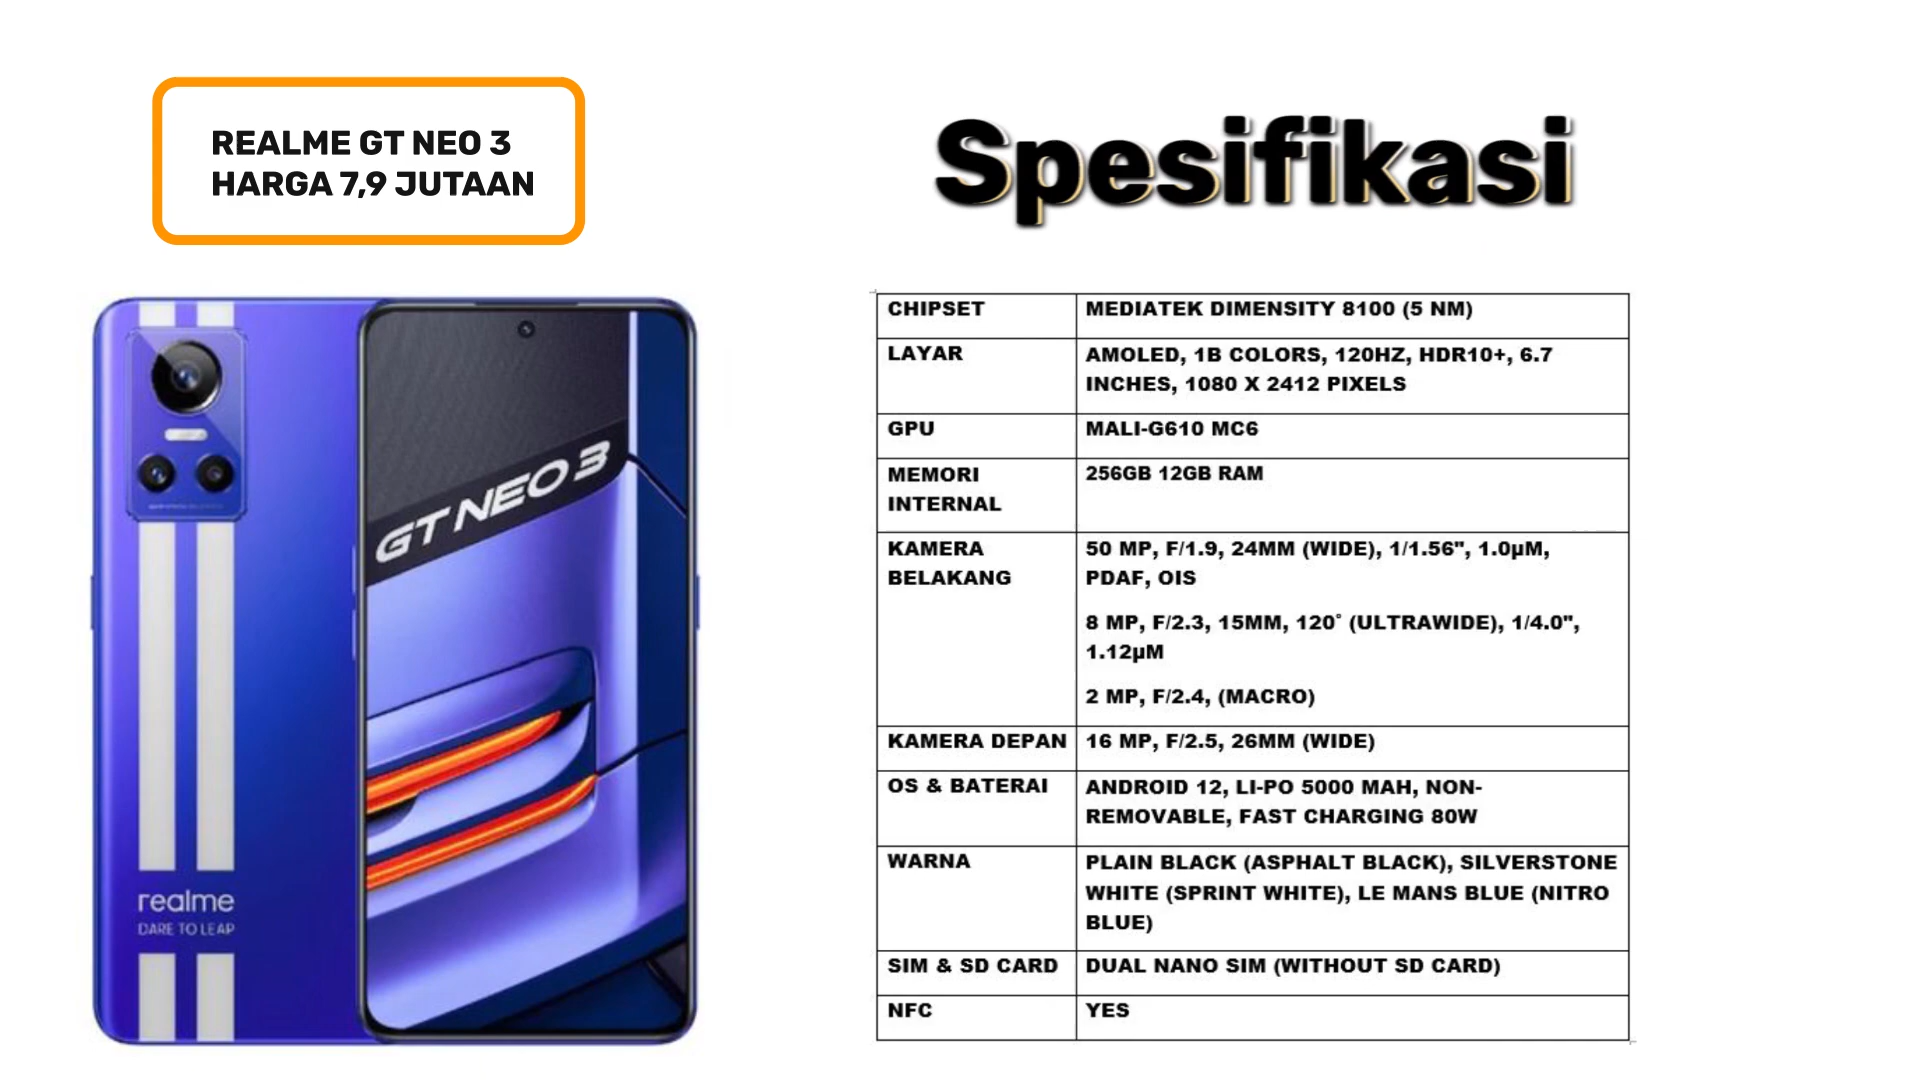 REALME GT NEO 3
HARGA 7,9 JUTAAN
Spesifikasi
GT NEO 3
realme
DARE TO LEAP
CHIPSET MEDIATEK DIMENSITY 8100 (5 NM)
LAYAR AMOLED, 1B COLORS, 120HZ, HDR10+, 6.7
INCHES, 1080 X 2412 PIXELS
GPU MALI-G610 MC6
MEMORI 256GB 12GB RAM
INTERNAL
KAMERA 50 MP, F/1.9, 24MM (WIDE), 1/1.56", 1.0µM,
BELAKANG PDAF, OIS
8 MP, F/2.3, 15MM, 120˚ (ULTRAWIDE), 1/4.0",
1.12µM
2 MP, F/2.4, (MACRO)
KAMERA DEPAN 16 MP, F/2.5, 26MM (WIDE)
OS & BATERAI ANDROID 12, LI-PO 5000 MAH, NON-
REMOVABLE, FAST CHARGING 80W
WARNA PLAIN BLACK (ASPHALT BLACK), SILVERSTONE
WHITE (SPRINT WHITE), LE MANS BLUE (NITRO
BLUE)
SIM & SD CARD DUAL NANO SIM (WITHOUT SD CARD)
NFC YES